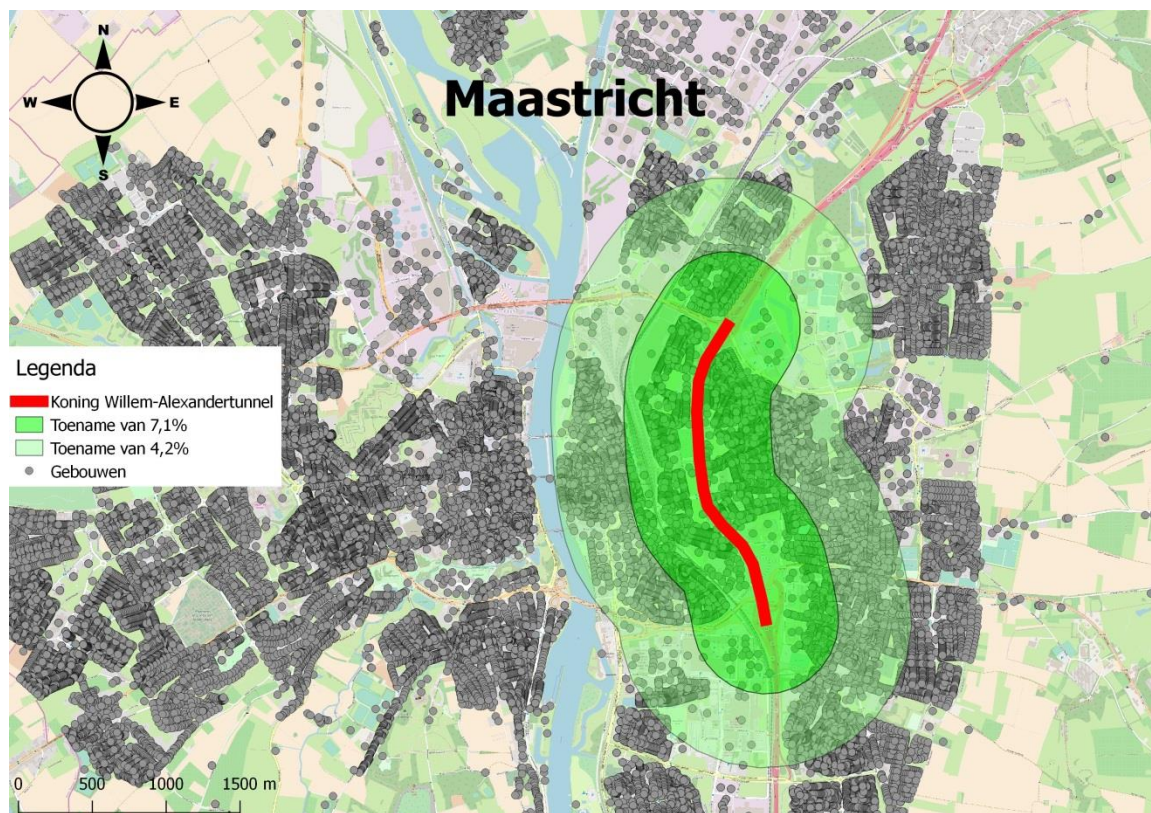 N
W
E
S
Maastricht
Legenda
Koning Willem-Alexandertunnel
Toename van 7,1%
Toename van 4,2%
Gebouwen
0 500 1000 1500 m